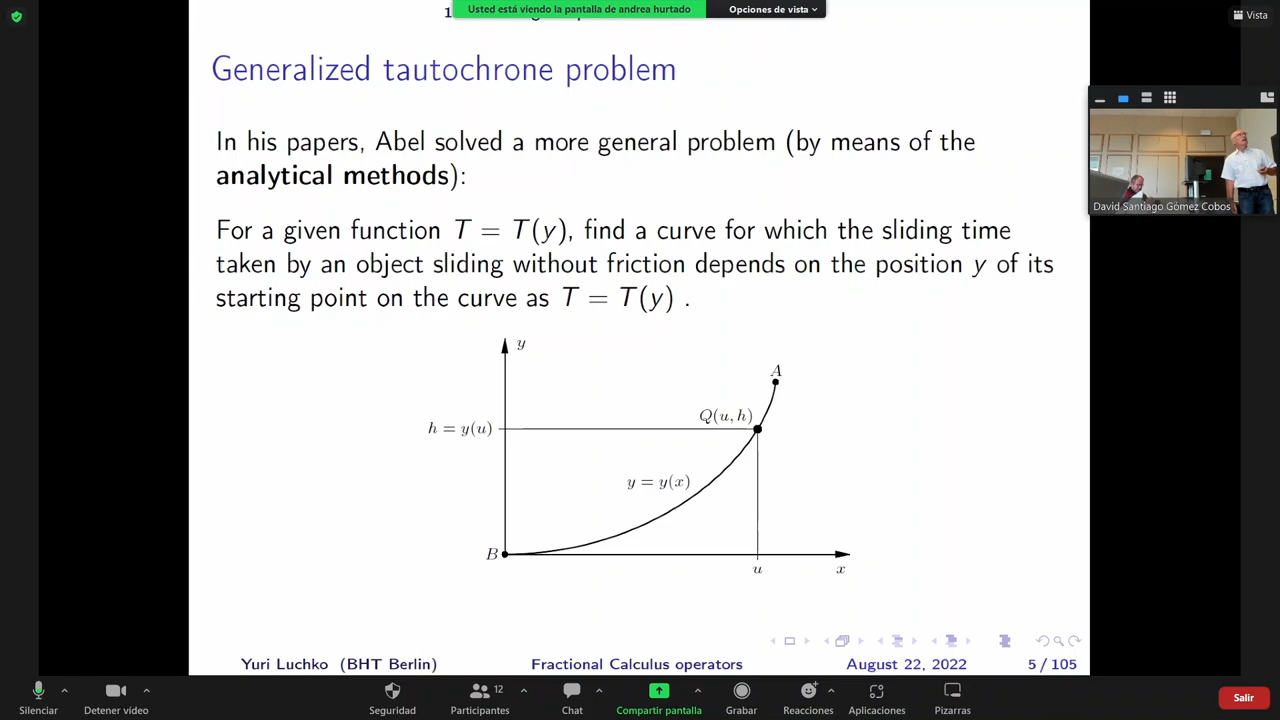 Usted está viendo la pantalla de andrea hurtado
Opciones de vista
Vista
Generalized tautochrone problem
In his papers, Abel solved a more general problem (by means of the
analytical methods):
For a given function T = T(y), find a curve for which the sliding time
taken by an object sliding without friction depends on the position y of its
starting point on the curve as T = T(y) .
David Santiago Gómez Cobos
y
A
Q(u, h)
h = y(u)
y = y(x)
B
u
x
Yuri Luchko (BHT Berlin)
Fractional Calculus operators
August 22, 2022
5 / 105
12
Silenciar
Detener vídeo
Seguridad
Participantes
Chat
Compartir pantalla
Grabar
Reacciones
Aplicaciones
Pizarras
Salir